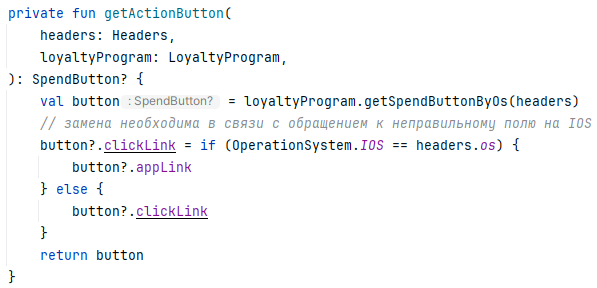 private fun getActionButton(
    headers: Headers,
    loyaltyProgram: LoyaltyProgram,
): SpendButton? {
    val button : SpendButton? = loyaltyProgram.getSpendButtonByOs(headers)
    // замена необходима в связи с обращением к неправильному полю на IOS
    button?.clickLink = if (OperationSystem.IOS == headers.os) {
        button?.appLink
    } else {
        button?.clickLink
    }
    return button
}